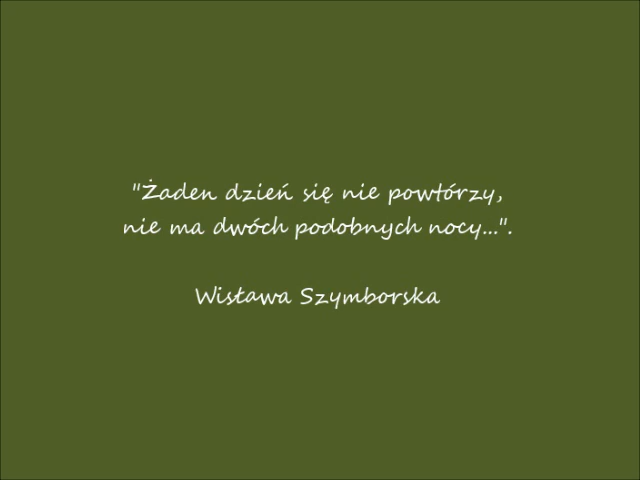 "Żaden dzień się nie powtórzy,
nie ma dwóch podobnych nocy...".
Wisława Szymborska